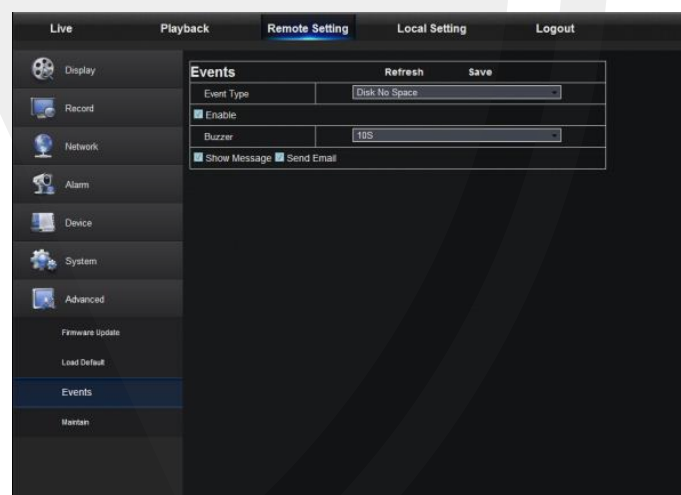 Live Playback Remote Setting Local Setting Logout
Display
Record
Network
Alarm
Device
System
Advanced
Firmware Update
Load Default
Events
Maintain
Events Refresh Save
Event Type Disk No Space
Enable
Buzzer 10S
Show Message Send Email